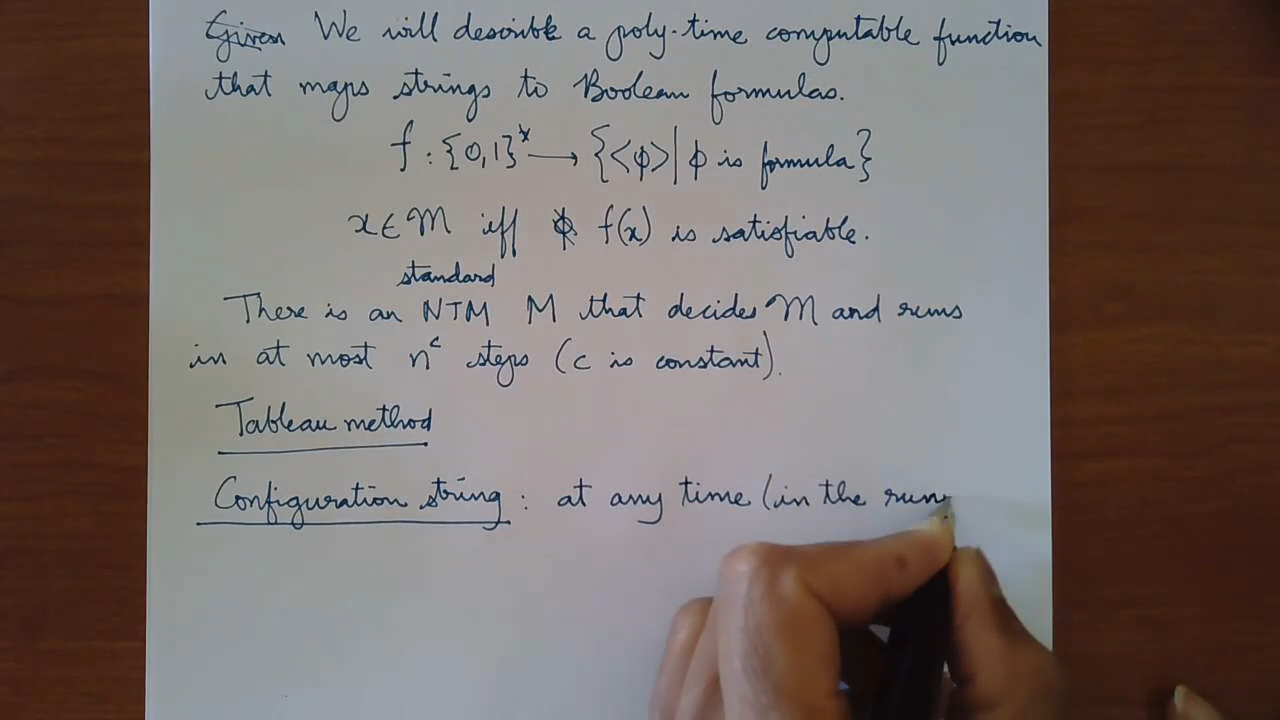 Given We will describe a poly-time computable function
that maps strings to Boolean formulas.
f : {0,1}* → {<φ> | φ is formula}
x ∈ M iff φ f(x) is satisfiable.
standard
There is an NTM M that decides M and runs
in at most n^c steps (c is constant).
Tableau method
Configuration string : at any time (in the run